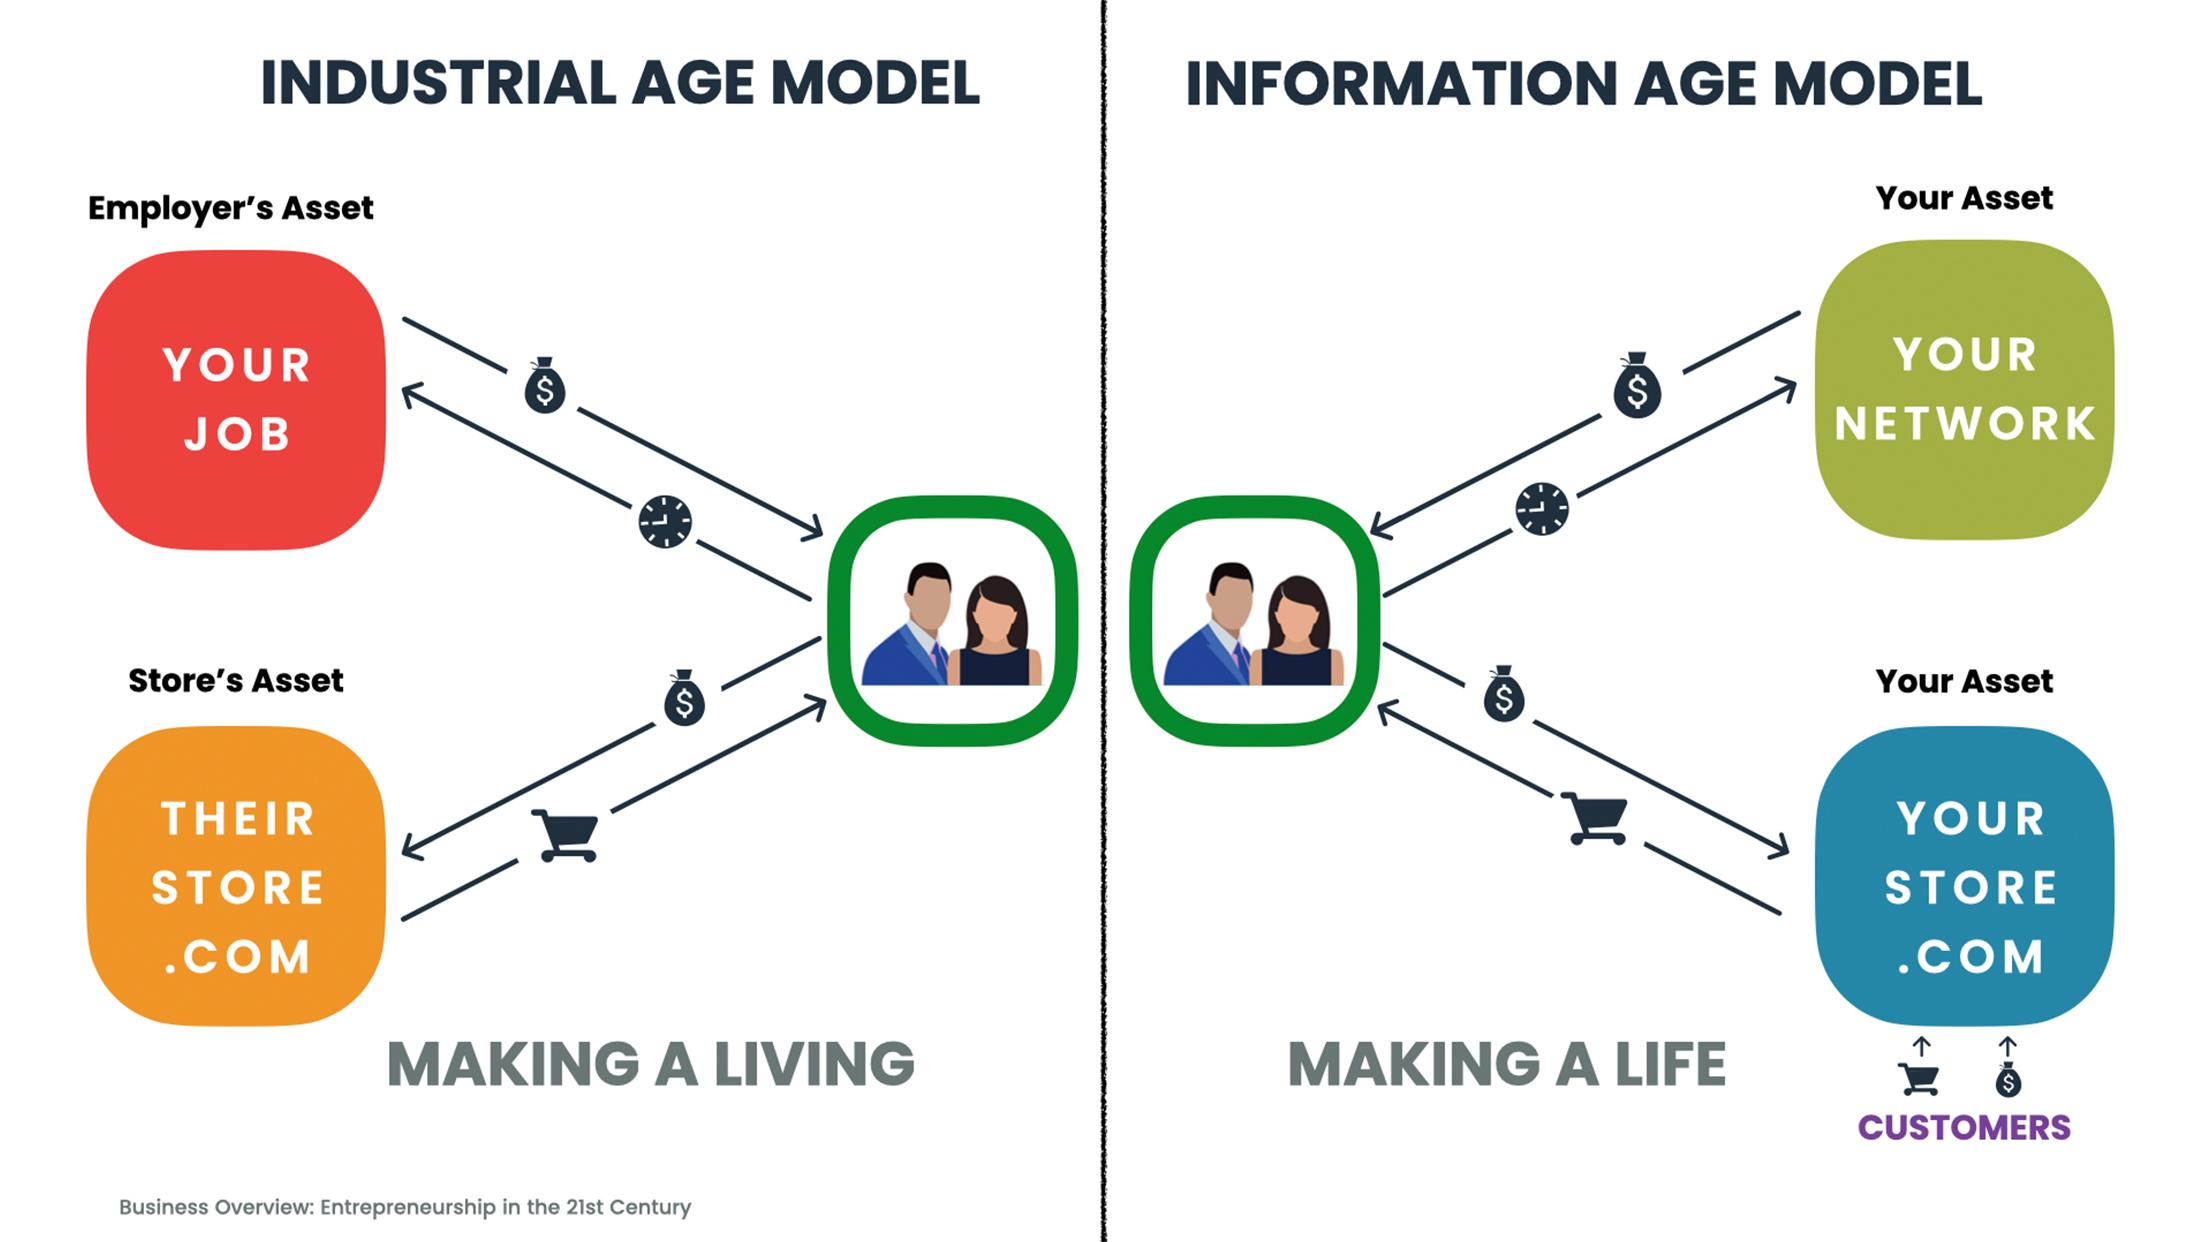 INDUSTRIAL AGE MODEL
Employer’s Asset
YOUR
JOB
Store’s Asset
THEIR
STORE
.COM
MAKING A LIVING
Business Overview: Entrepreneurship in the 21st Century
INFORMATION AGE MODEL
Your Asset
YOUR
NETWORK
Your Asset
YOUR
STORE
.COM
MAKING A LIFE
CUSTOMERS